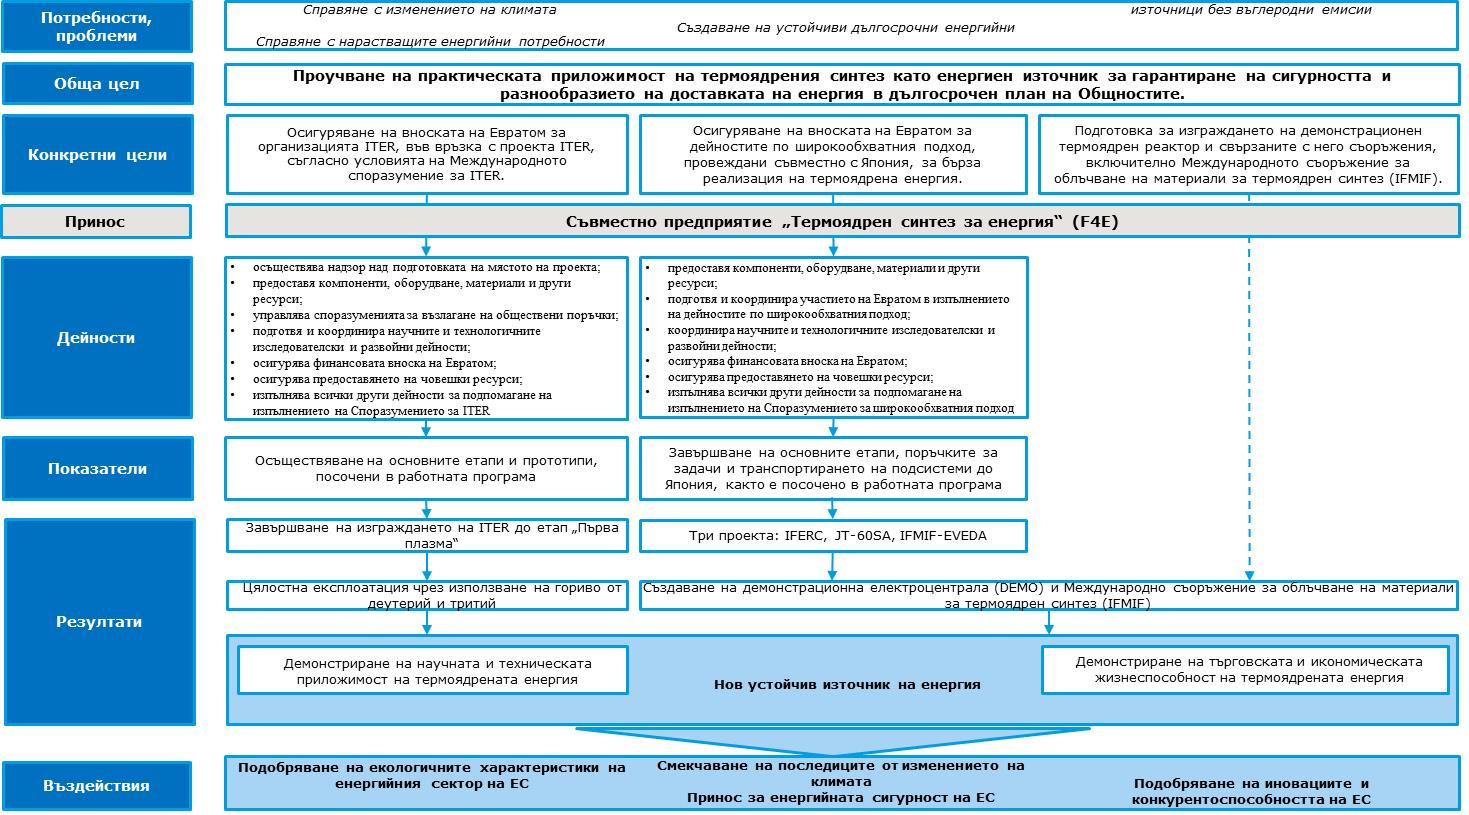 Потребности,
проблеми
Справяне с изменението на климата
източници без въглеродни емисии
Създаване на устойчиви дългосрочни енергийни
Справяне с нарастващите енергийни потребности
Обща цел
Проучване на практическата приложимост на термоядрения синтез като енергиен източник за гарантиране на сигурността и
разнообразието на доставката на енергия в дългосрочен план на Общностите.
Конкретни цели
Осигуряване на вноската на Евратом за
организацията ITER, във връзка с проекта ITER,
съгласно условията на Международното
споразумение за ITER.
Осигуряване на вноската на Евратом за
дейностите по широкообхватния подход,
провеждани съвместно с Япония, за бърза
реализация на термоядрена енергия.
Подготовка за изграждането на демонстрационен
термоядрен реактор и свързаните с него съоръжения,
включително Международното съоръжение за
облъчване на материали за термоядрен синтез (IFMIF).
Принос
Съвместно предприятие „Термоядрен синтез за енергия“ (F4E)
Дейности
• осъществява надзор над подготовката на мястото на проекта;
• предоставя компоненти, оборудване, материали и други
ресурси;
• управлява споразуменията за възлагане на обществени поръчки;
• подготвя и координира научните и технологичните
изследователски и развойни дейности;
• осигурява финансовата вноска на Евратом;
• осигурява предоставянето на човешки ресурси;
• изпълнява всички други дейности за подпомагане на
изпълнението на Споразумението за ITER
• предоставя компоненти, оборудване, материали и други
ресурси;
• подготвя и координира участието на Евратом в изпълнението
на дейностите по широкообхватния подход;
• координира научните и технологичните изследователски и
развойни дейности;
• осигурява финансовата вноска на Евратом;
• осигурява предоставянето на човешки ресурси;
• изпълнява всички други дейности за подпомагане на
изпълнението на Споразумението за широкообхватния подход
Показатели
Осъществяване на основните етапи и прототипи,
посочени в работната програма
Завършване на основните етапи, поръчките за
задачи и транспортирането на подсистеми до
Япония, както е посочено в работната програма
Резултати
Завършване на изграждането на ITER до етап „Първа
плазма“
Три проекта: IFERC, JT-60SA, IFMIF-EVEDA
Цялостна експлоатация чрез използване на гориво от
деутерий и тритий
Създаване на демонстрационна електроцентрала (DEMO) и Международно съоръжение за облъчване на материали
за термоядрен синтез (IFMIF)
Демонстриране на научната и техническата
приложимост на термоядрената енергия
Нов устойчив източник на енергия
Демонстриране на търговската и икономическата
жизнеспособност на термоядрената енергия
Въздействия
Подобряване на екологичните характеристики на
енергийния сектор на ЕС
Смекчаване на последиците от изменението на
климата
Принос за енергийната сигурност на ЕС
Подобряване на иновациите и
конкурентоспособността на ЕС